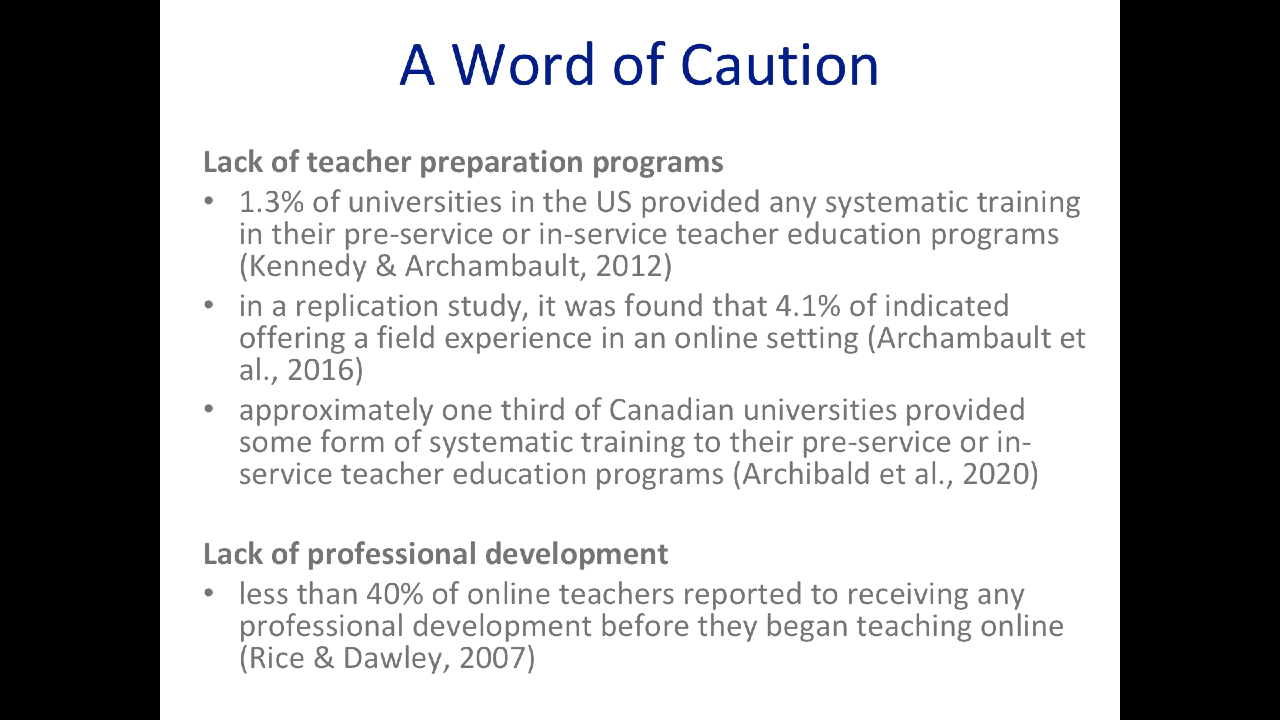 A Word of Caution
Lack of teacher preparation programs
• 1.3% of universities in the US provided any systematic training
in their pre-service or in-service teacher education programs
(Kennedy & Archambault, 2012)
• in a replication study, it was found that 4.1% of indicated
offering a field experience in an online setting (Archambault et
al., 2016)
• approximately one third of Canadian universities provided
some form of systematic training to their pre-service or in-
service teacher education programs (Archibald et al., 2020)
Lack of professional development
• less than 40% of online teachers reported to receiving any
professional development before they began teaching online
(Rice & Dawley, 2007)